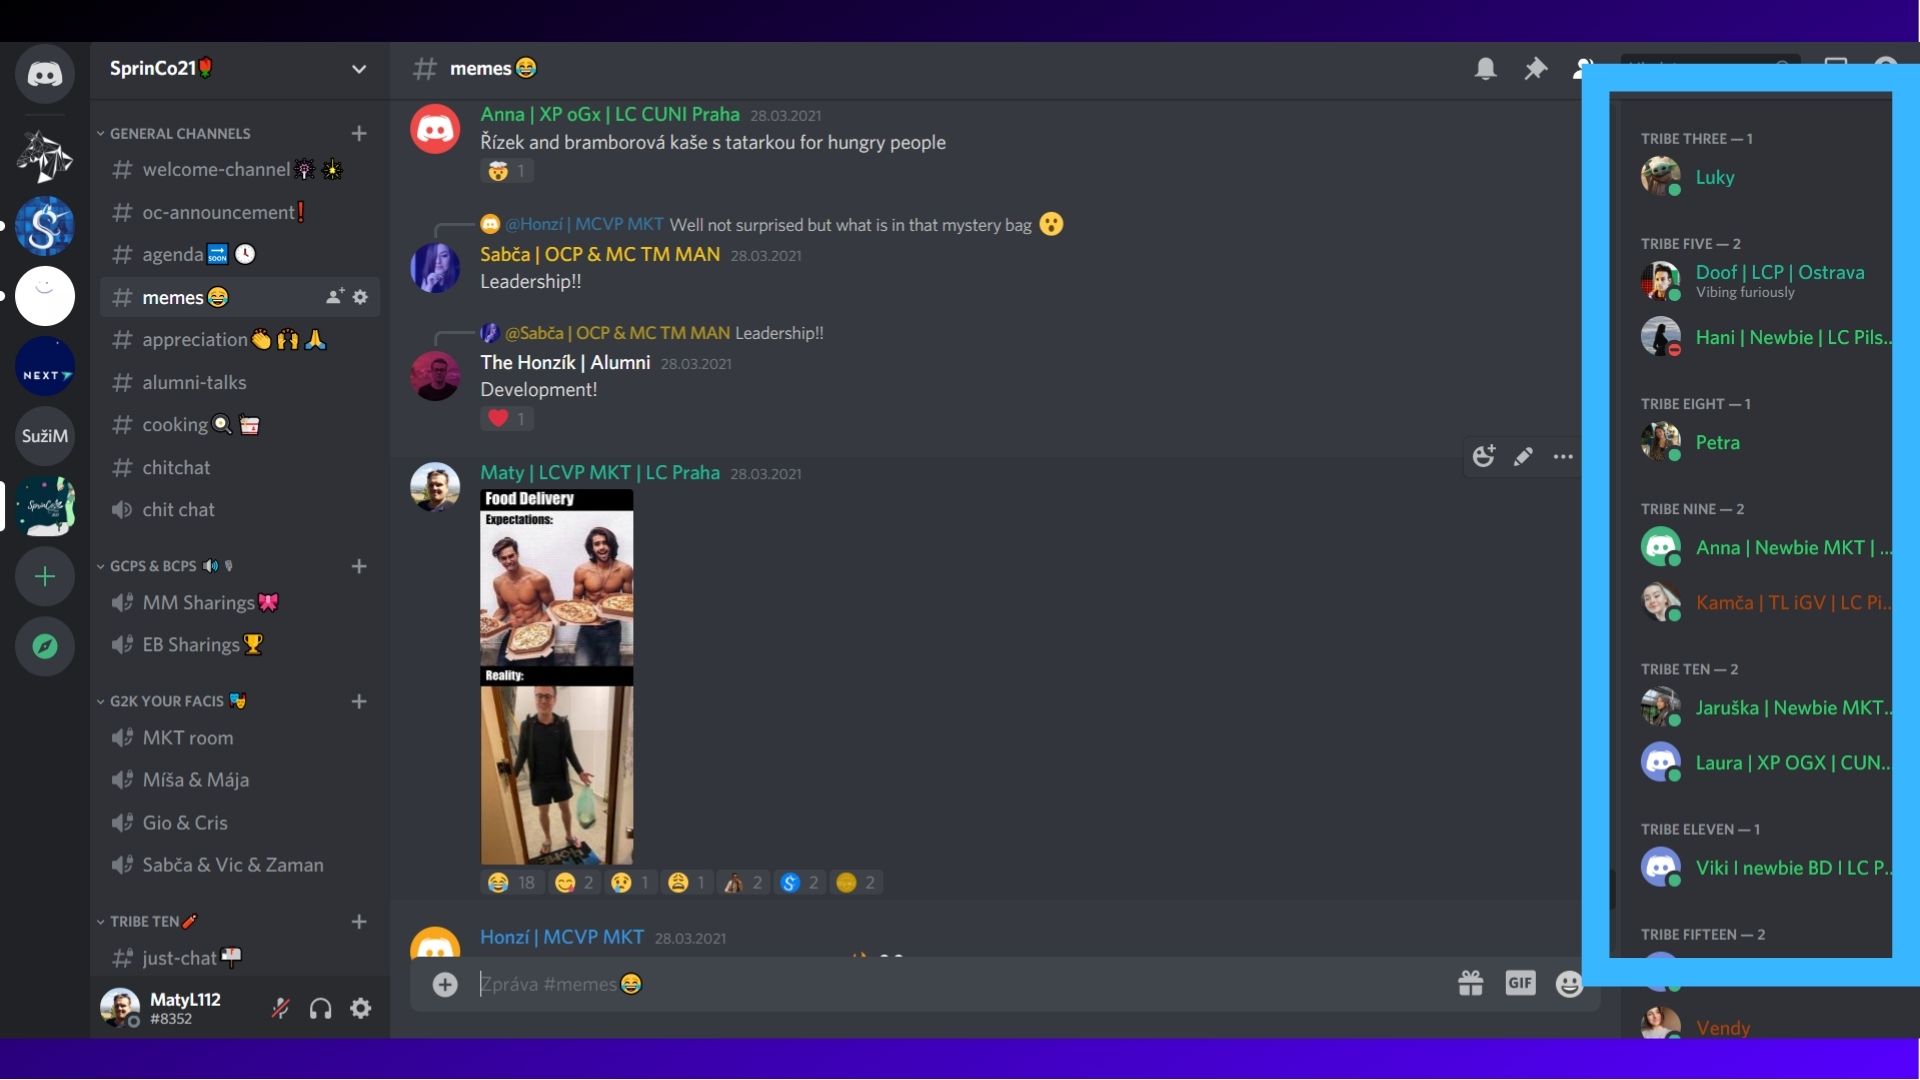 SprinCo21
memes
GENERAL CHANNELS
welcome-channel
oc-announcement
agenda
memes
appreciation
alumni-talks
cooking
chitchat
chit chat
GCPS & BCPS
MM Sharings
EB Sharings
G2K YOUR FACIS
MKT room
Míša & Mája
Gio & Cris
Sabča & Vic & Zaman
TRIBE TEN
just-chat
MatyL112
#8352
NEXT
SužiM
Anna | XP oGx | LC CUNI Praha 28.03.2021
Řízek and bramborová kaše s tatarkou for hungry people
1
@Honzí | MCVP MKT Well not surprised but what is in that mystery bag
Sabča | OCP & MC TM MAN 28.03.2021
Leadership!!
@Sabča | OCP & MC TM MAN Leadership!!
The Honzík | Alumni 28.03.2021
Development!
1
Maty | LCVP MKT | LC Praha 28.03.2021
Food Delivery
Expectations:
Reality:
18 2 1 1 2 2 2
Honzí | MCVP MKT 28.03.2021
Zpráva #memes
GIF
TRIBE THREE — 1
Luky
TRIBE FIVE — 2
Doof | LCP | Ostrava
Vibing furiously
Hani | Newbie | LC Pils...
TRIBE EIGHT — 1
Petra
TRIBE NINE — 2
Anna | Newbie MKT | ...
Kamča | TL iGV | LC Pi...
TRIBE TEN — 2
Jaruška | Newbie MKT...
Laura | XP OGX | CUN...
TRIBE ELEVEN — 1
Viki I newbie BD I LC P...
TRIBE FIFTEEN — 2
Vendy